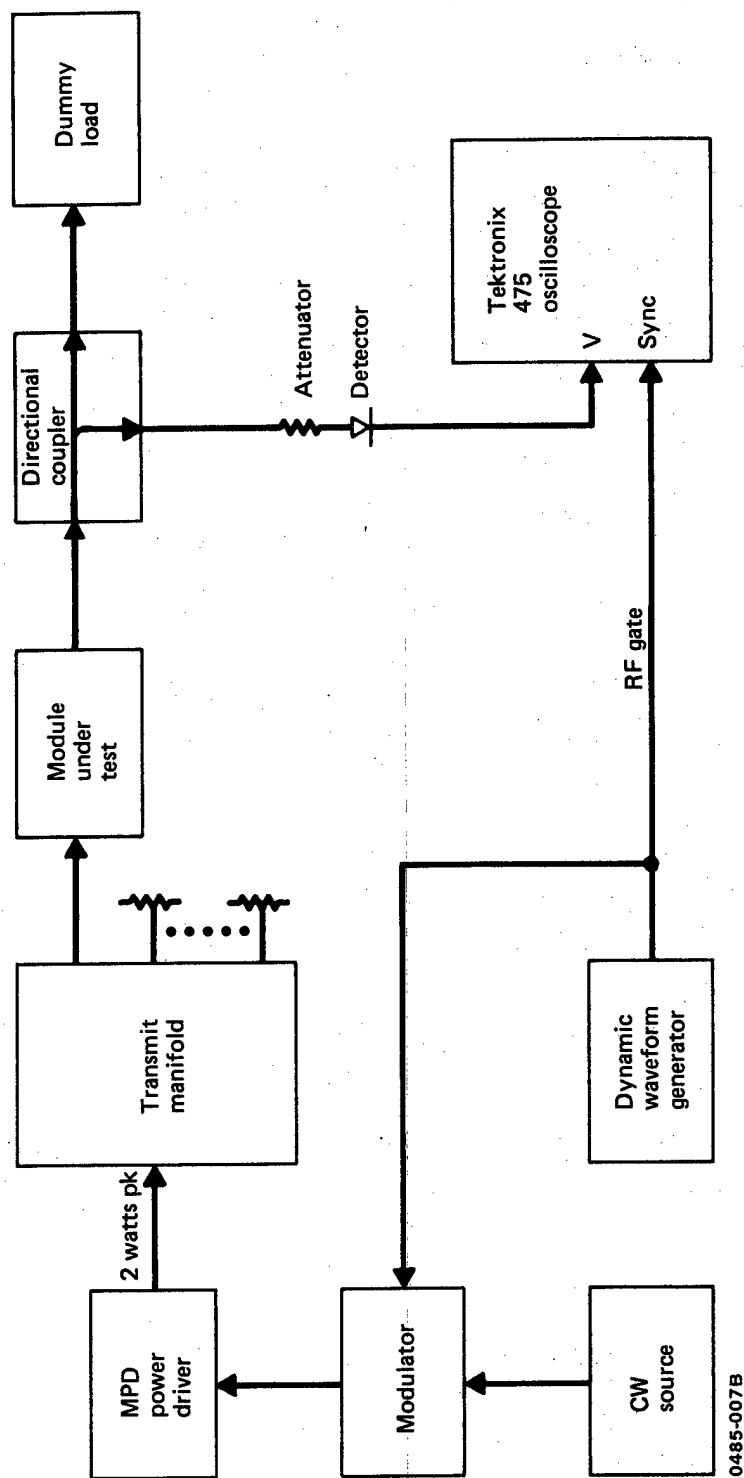 MPD
power
driver
2 watts pk
Transmit
manifold
Module
under
test
Directional
coupler
Dummy
load
Attenuator
Detector
Modulator
Tektronix
475
oscilloscope
V
Sync
RF gate
CW
source
Dynamic
waveform
generator
0485-007B